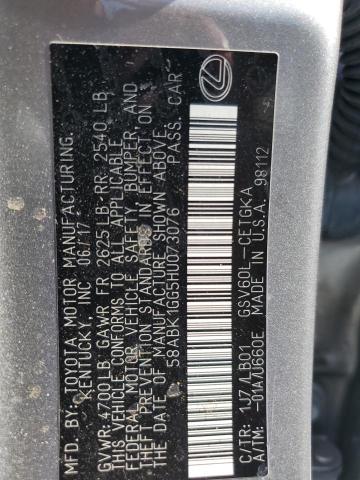 MFD. BY: TOYOTA MOTOR MANUFACTURING,
KENTUCKY, INC. 06/17
GVWR: 4700 LB GAWR FR 2625 LB RR 2540 LB
THIS VEHICLE CONFORMS TO ALL APPLICABLE
FEDERAL MOTOR VEHICLE SAFETY, BUMPER, AND
THEFT PREVENTION STANDARDS IN EFFECT ON
THE DATE OF MANUFACTURE SHOWN ABOVE.
58ABK1GG5HU073076 PASS. CAR
C/TR: 1J7/LB01 GSV60L-CETGKA
A/TM: -01A/U660E MADE IN U.S.A. 98112